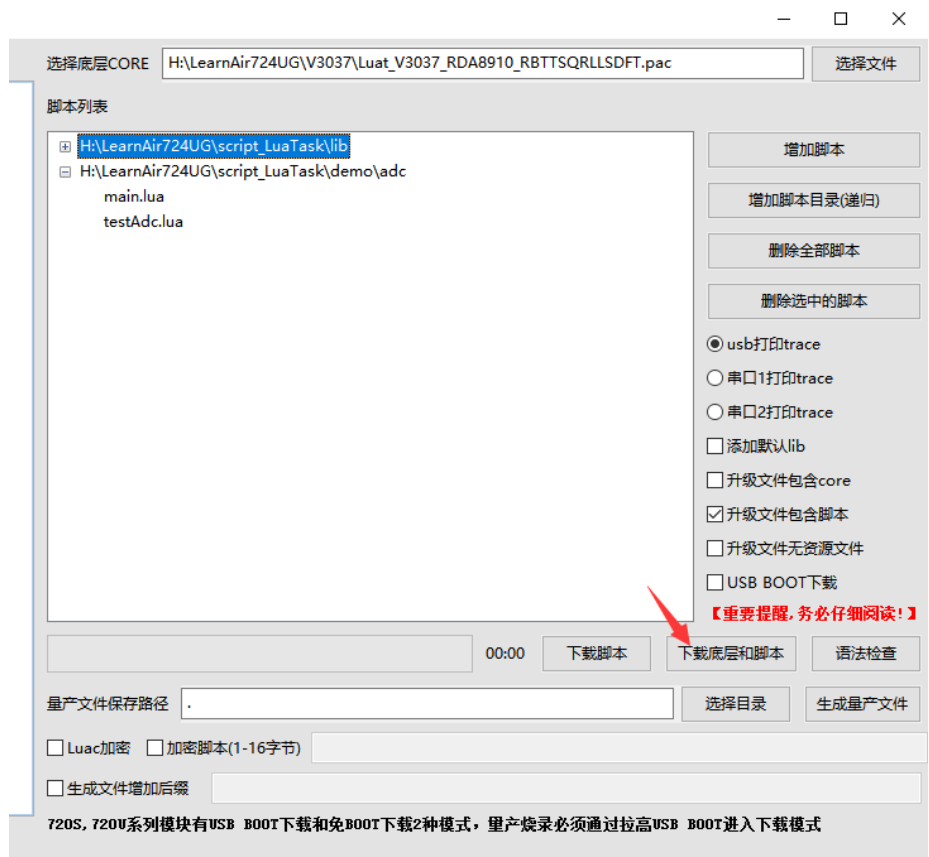 选择底层CORE H:\LearnAir724UG\V3037\Luat_V3037_RDA8910_RBTTSQRLLSDFT.pac 选择文件
脚本列表
H:\LearnAir724UG\script_LuaTask\lib
H:\LearnAir724UG\script_LuaTask\demo\adc
main.lua
testAdc.lua
增加脚本
增加脚本目录(递归)
删除全部脚本
删除选中的脚本
usb打印trace
串口1打印trace
串口2打印trace
添加默认lib
升级文件包含core
升级文件包含脚本
升级文件无资源文件
USB BOOT下载
【重要提醒,务必仔细阅读!】
00:00 下载脚本 下载底层和脚本 语法检查
量产文件保存路径 . 选择目录 生成量产文件
Luac加密 加密脚本(1-16字节)
生成文件增加后缀
720S,720U系列模块有USB BOOT下载和免BOOT下载2种模式，量产烧录必须通过拉高USB BOOT进入下载模式